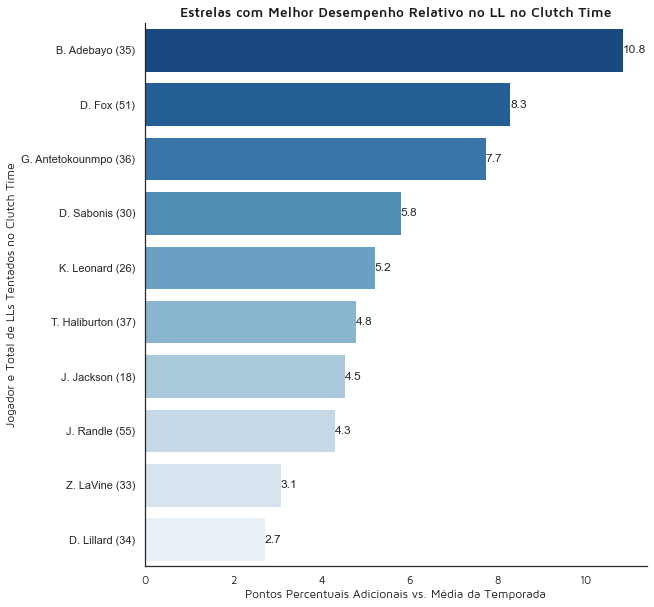 Estrelas com Melhor Desempenho Relativo no LL no Clutch Time
Jogador e Total de LLs Tentados no Clutch Time
B. Adebayo (35) 10.8
D. Fox (51) 8.3
G. Antetokounmpo (36) 7.7
D. Sabonis (30) 5.8
K. Leonard (26) 5.2
T. Haliburton (37) 4.8
J. Jackson (18) 4.5
J. Randle (55) 4.3
Z. LaVine (33) 3.1
D. Lillard (34) 2.7
0 2 4 6 8 10
Pontos Percentuais Adicionais vs. Média da Temporada